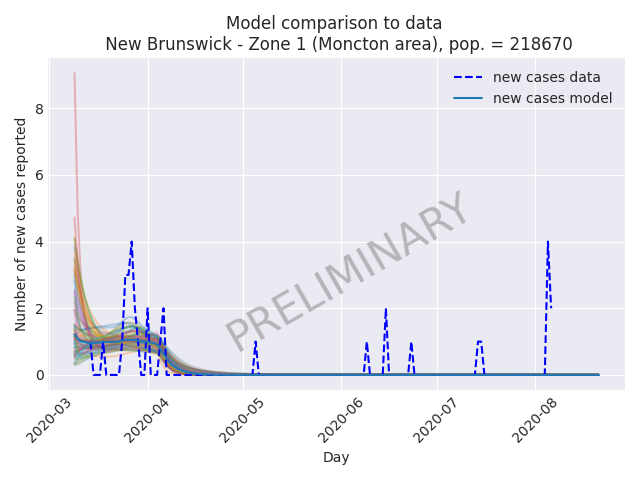 Model comparison to data
New Brunswick - Zone 1 (Moncton area), pop. = 218670
new cases data
new cases model
Number of new cases reported
8
6
4
2
0
PRELIMINARY
2020-03
2020-04
2020-05
2020-06
2020-07
2020-08
Day